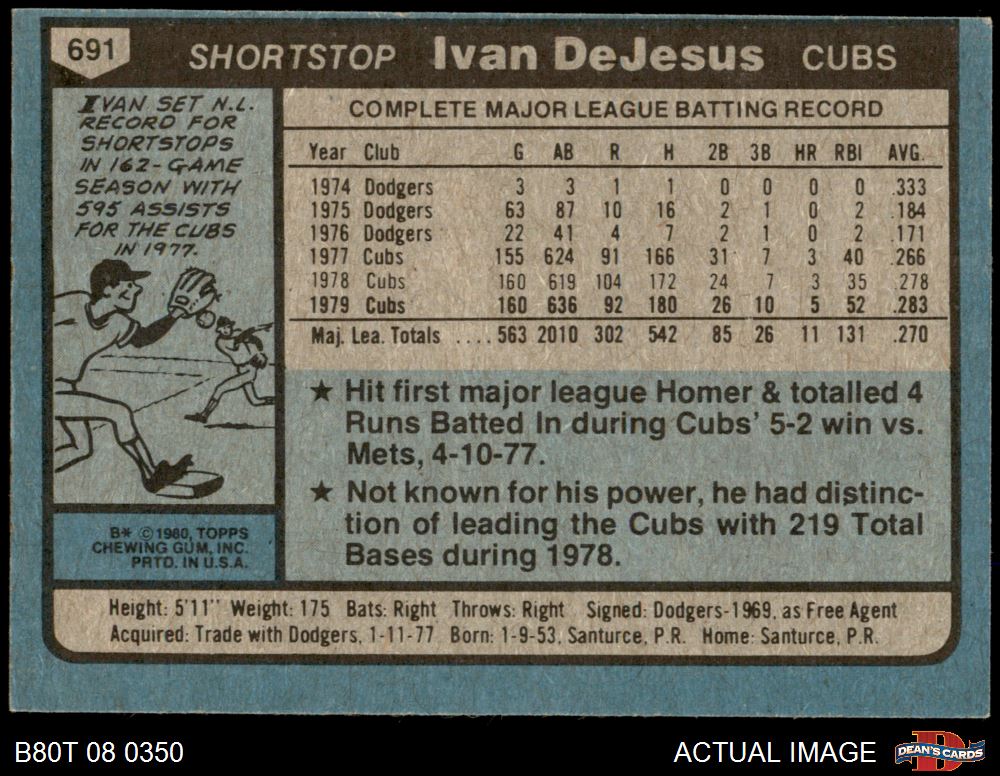 691 SHORTSTOP Ivan DeJesus CUBS
IVAN SET N.L.
RECORD FOR
SHORTSTOPS
IN 162-GAME
SEASON WITH
595 ASSISTS
FOR THE CUBS
IN 1977.
B* © 1980, TOPPS
CHEWING GUM, INC.
PRTD. IN U.S.A.
COMPLETE MAJOR LEAGUE BATTING RECORD
Year Club G AB R H 2B 3B HR RBI AVG.
1974 Dodgers 3 3 1 1 0 0 0 0 .333
1975 Dodgers 63 87 10 16 2 1 0 2 .184
1976 Dodgers 22 41 4 7 2 1 0 2 .171
1977 Cubs 155 624 91 166 31 7 3 40 .266
1978 Cubs 160 619 104 172 24 7 3 35 .278
1979 Cubs 160 636 92 180 26 10 5 52 .283
Maj. Lea. Totals .... 563 2010 302 542 85 26 11 131 .270
★ Hit first major league Homer & totalled 4
Runs Batted In during Cubs' 5-2 win vs.
Mets, 4-10-77.
★ Not known for his power, he had distinc-
tion of leading the Cubs with 219 Total
Bases during 1978.
Height: 5'11" Weight: 175 Bats: Right Throws: Right Signed: Dodgers-1969, as Free Agent
Acquired: Trade with Dodgers, 1-11-77 Born: 1-9-53, Santurce, P.R. Home: Santurce, P.R.
B80T 08 0350 ACTUAL IMAGE DEAN'S CARDS